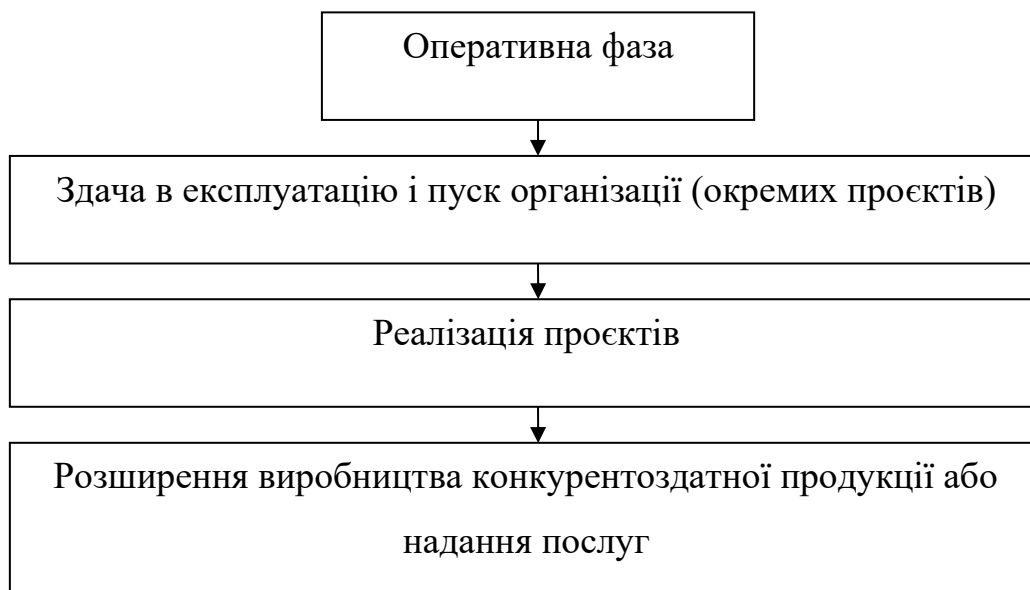 Оперативна фаза
Здача в експлуатацію і пуск організації (окремих проєктів)
Реалізація проєктів
Розширення виробництва конкурентоздатної продукції або
надання послуг